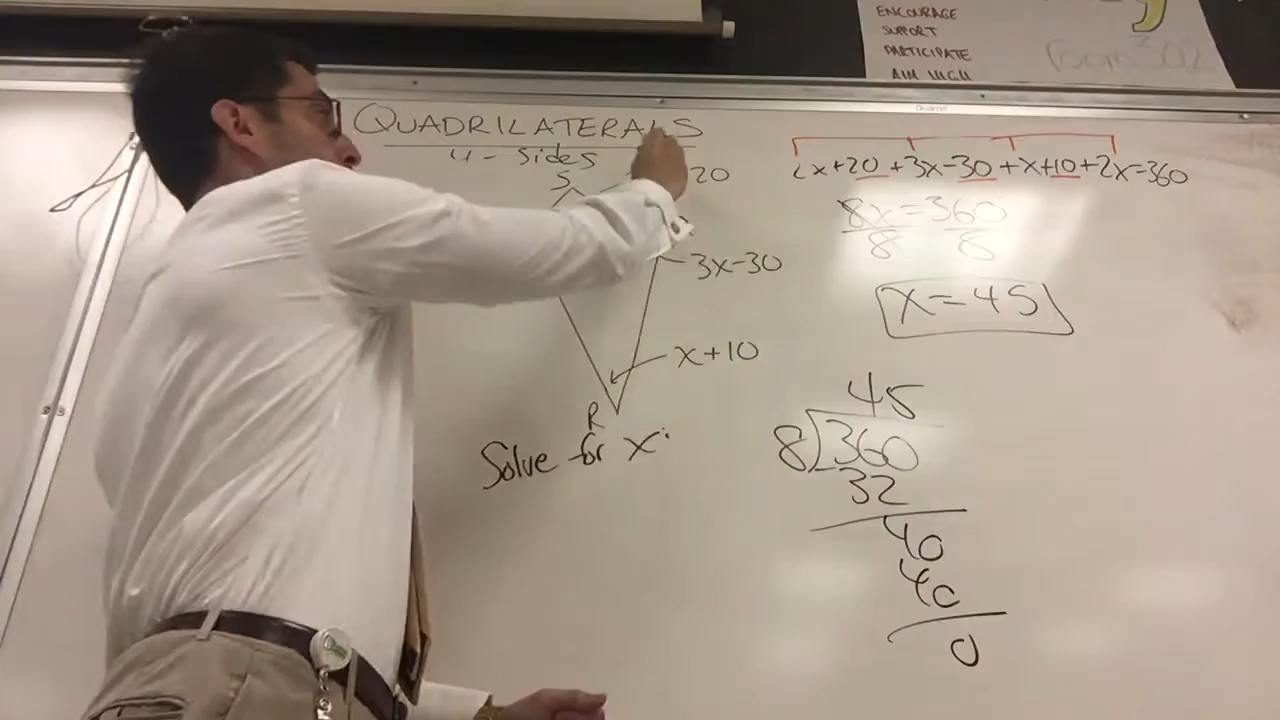 ENCOURAGE
SUPPORT
PARTICIPATE
AIM HIGH
room 302
QUADRILATERALS
4 - sides
S
20
3x-30
x+10
R
Solve for x
2x+20+3x-30+x+10+2x=360
8x=360
8 8
x=45
45
8 360
32
40
40
0